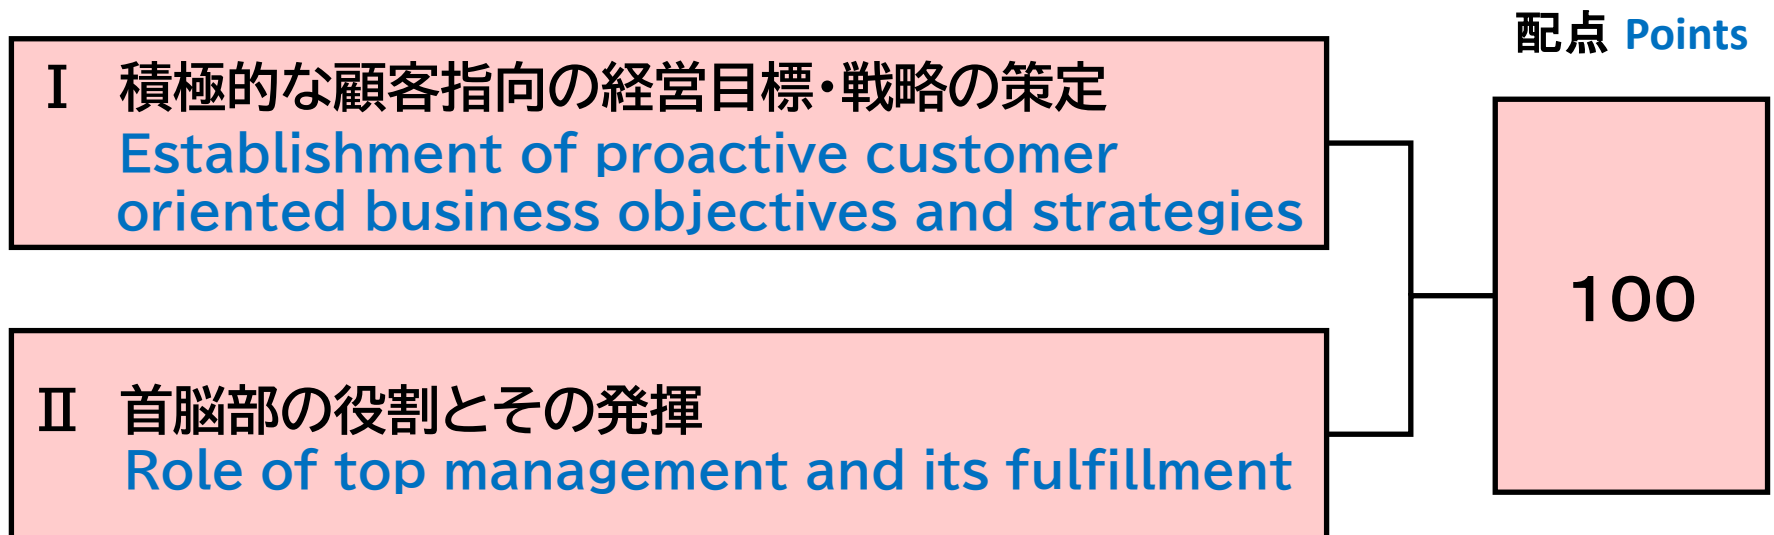 配点 Points
Ⅰ 積極的な顧客指向の経営目標・戦略の策定
Establishment of proactive customer
oriented business objectives and strategies
100
Ⅱ 首脳部の役割とその発揮
Role of top management and its fulfillment